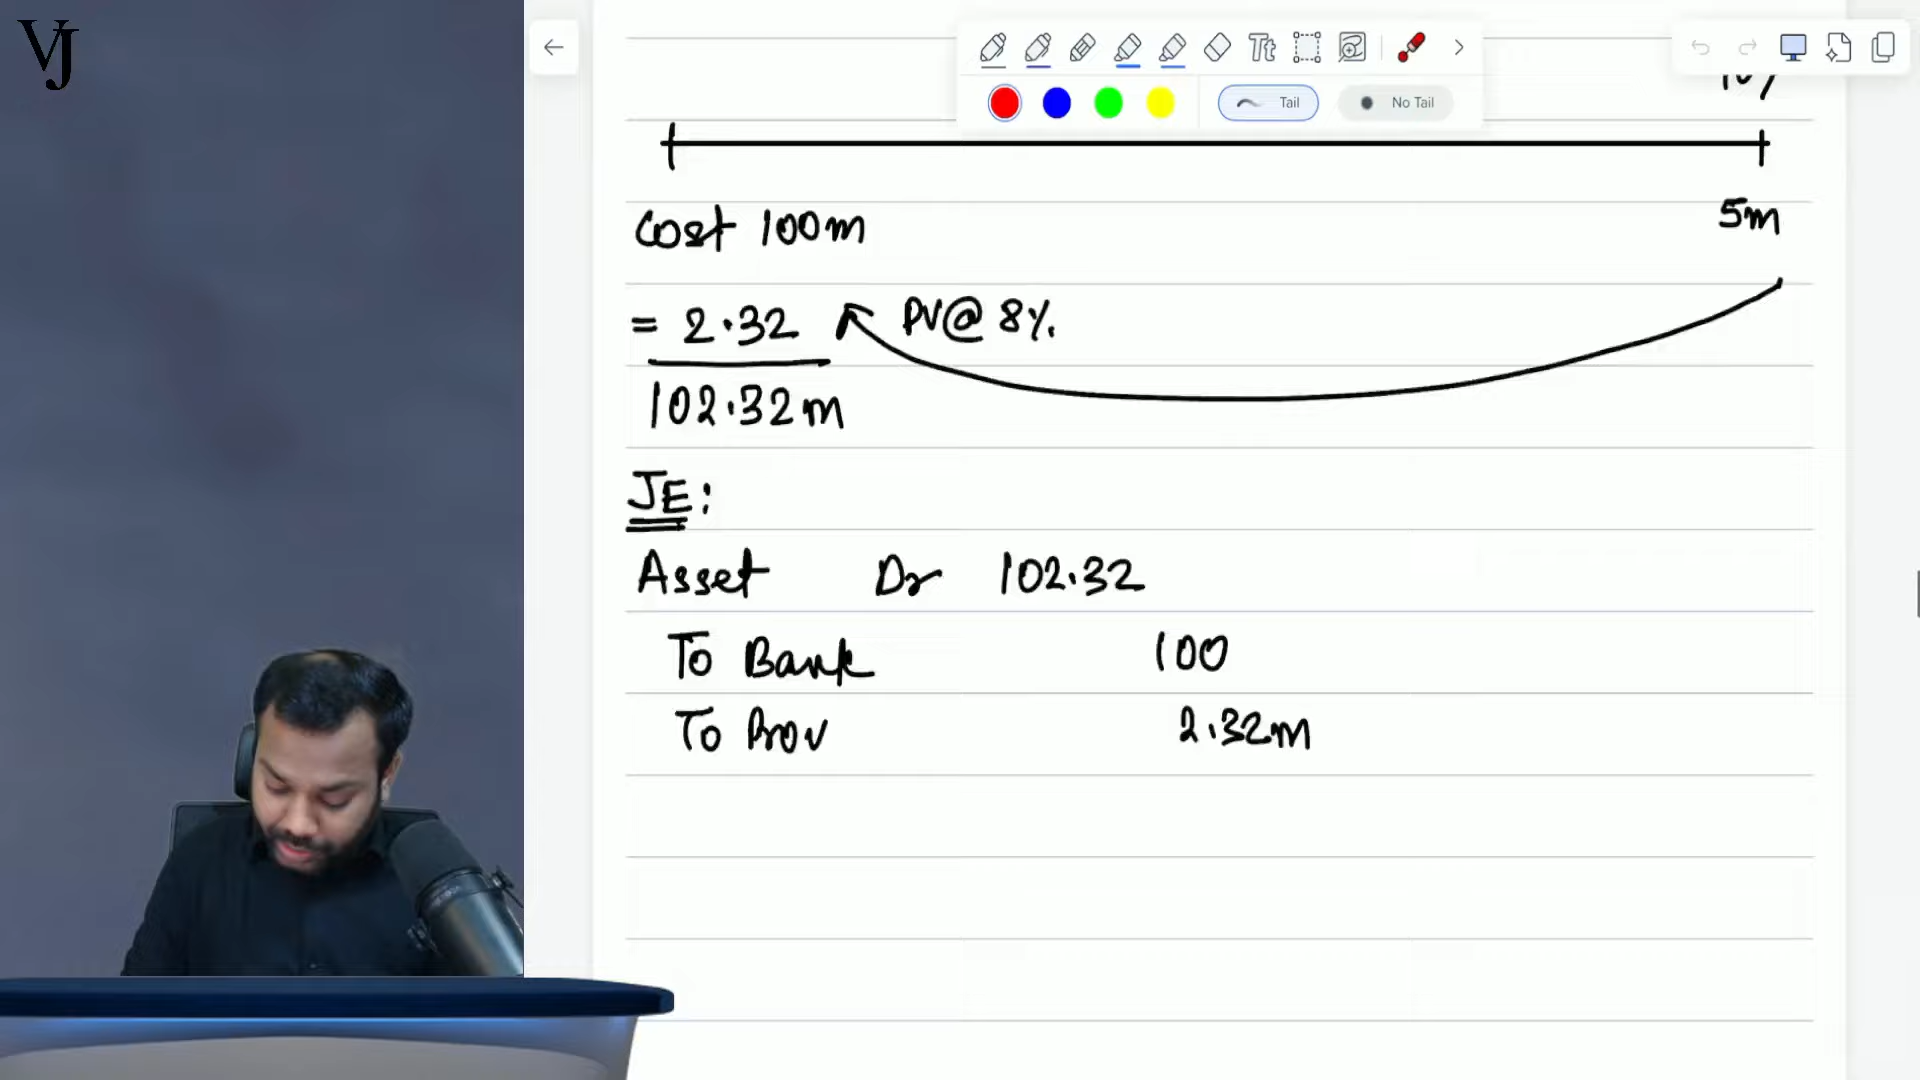 VJ
Tt
Tail
No Tail
Cost 100m
5m
= 2.32 PV@ 8%.
102.32m
JE:
Asset Dr 102.32
To Bank 100
To Prov 2.32m